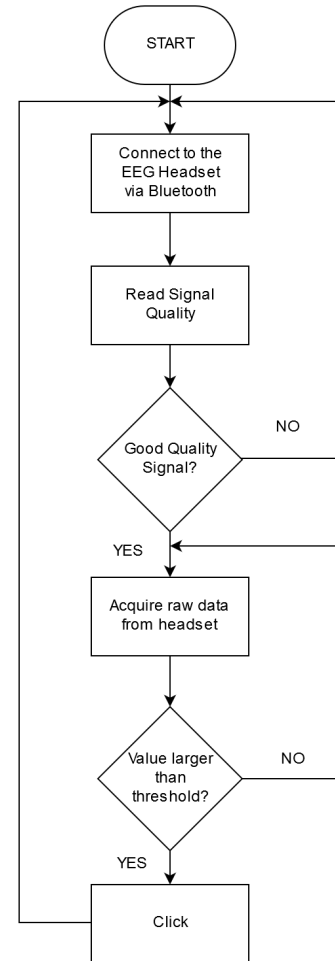 START
Connect to the
EEG Headset
via Bluetooth
Read Signal
Quality
Good Quality
Signal?
NO
YES
Acquire raw data
from headset
Value larger
than
threshold?
NO
YES
Click